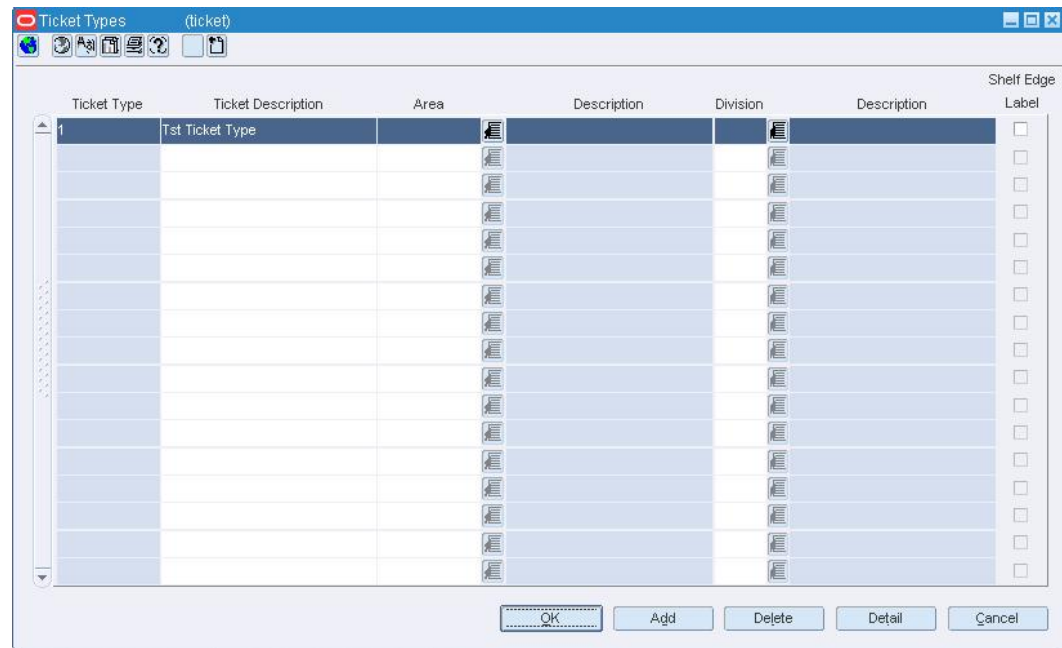 Ticket Types (ticket)
Shelf Edge
Ticket Type Ticket Description Area Description Division Description Label
1 Tst Ticket Type
OK Add Delete Detail Cancel